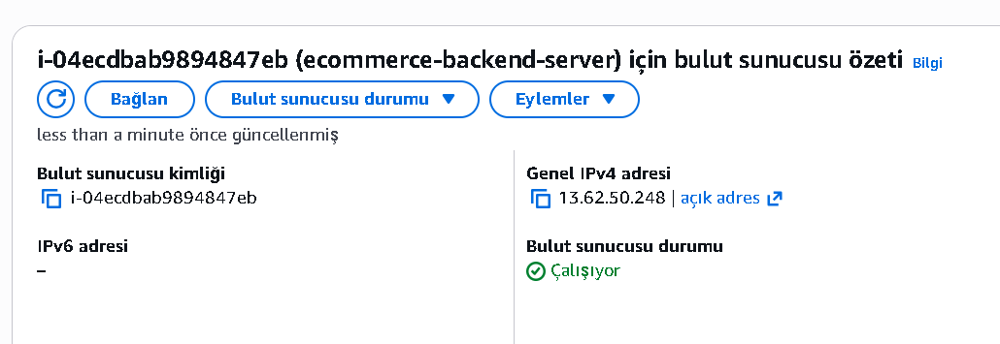 i-04ecdbab9894847eb (ecommerce-backend-server) için bulut sunucusu özeti Bilgi
Bağlan Bulut sunucusu durumu Eylemler
less than a minute önce güncellenmiş
Bulut sunucusu kimliği
i-04ecdbab9894847eb
Genel IPv4 adresi
13.62.50.248 | açık adres
IPv6 adresi
–
Bulut sunucusu durumu
Çalışıyor